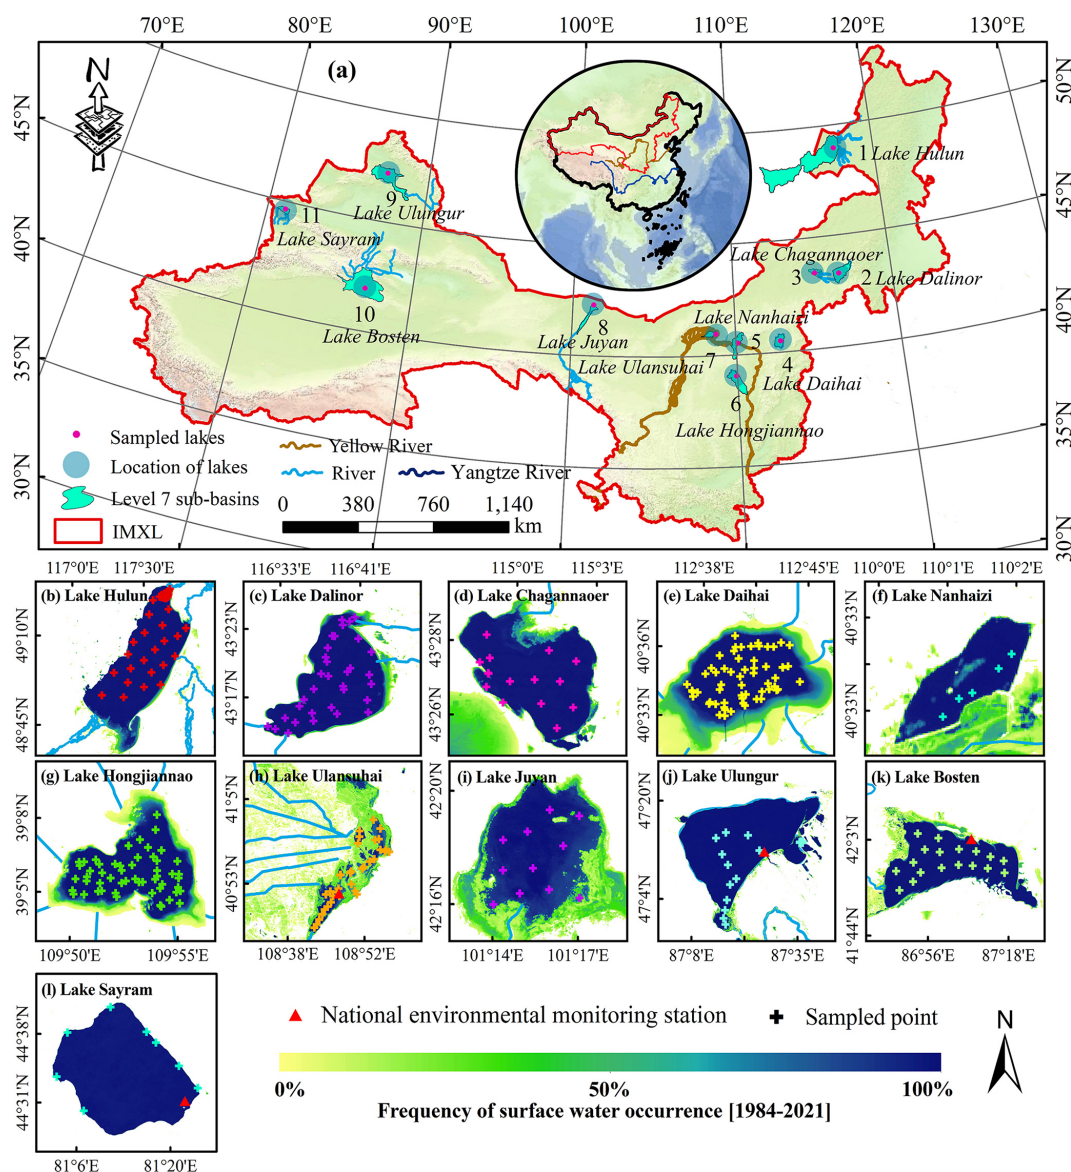 70°E 80°E 90°E 100°E 110°E 120°E 130°E
(a)
N
45°N
40°N
35°N
30°N
50°N
45°N
40°N
35°N
30°N
1 Lake Hulun
9
Lake Ulungur
11
Lake Sayram
Lake Chagannaoer
3
2 Lake Dalinor
10
Lake Bosten
8
Lake Juyan
Lake Nanhaizi
5
7
4
Lake Ulansuhai
Lake Daihai
6
Lake Hongjiannao
Sampled lakes
Location of lakes
Level 7 sub-basins
IMXL
Yellow River
River
Yangtze River
0 380 760 1,140
km
117°0'E 117°30'E
(b) Lake Hulun
49°10'N
48°45'N
116°33'E 116°41'E
(c) Lake Dalinor
43°23'N
43°17'N
115°0'E 115°3'E
(d) Lake Chagannaoer
43°28'N
43°26'N
112°38'E 112°45'E
(e) Lake Daihai
40°36'N
40°33'N
110°0'E 110°1'E 110°2'E
(f) Lake Nanhaizi
40°33'N
40°33'N
(g) Lake Hongjiannao
39°8'N
39°5'N
109°50'E 109°55'E
(h) Lake Ulansuhai
41°5'N
40°53'N
108°38'E 108°52'E
(i) Lake Juyan
42°20'N
42°16'N
101°14'E 101°17'E
(j) Lake Ulungur
47°20'N
47°4'N
87°8'E 87°35'E
(k) Lake Bosten
42°3'N
41°44'N
86°56'E 87°18'E
(l) Lake Sayram
44°38'N
44°31'N
81°6'E 81°20'E
National environmental monitoring station
Sampled point
N
0% 50% 100%
Frequency of surface water occurrence [1984-2021]